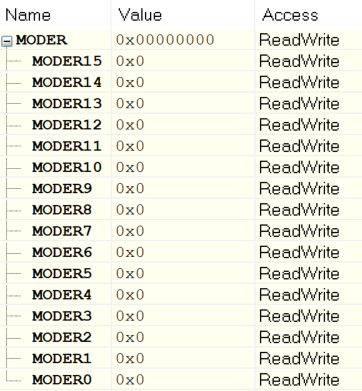 Name Value Access
MODER 0x00000000 ReadWrite
MODER15 0x0 ReadWrite
MODER14 0x0 ReadWrite
MODER13 0x0 ReadWrite
MODER12 0x0 ReadWrite
MODER11 0x0 ReadWrite
MODER10 0x0 ReadWrite
MODER9 0x0 ReadWrite
MODER8 0x0 ReadWrite
MODER7 0x0 ReadWrite
MODER6 0x0 ReadWrite
MODER5 0x0 ReadWrite
MODER4 0x0 ReadWrite
MODER3 0x0 ReadWrite
MODER2 0x0 ReadWrite
MODER1 0x0 ReadWrite
MODER0 0x0 ReadWrite